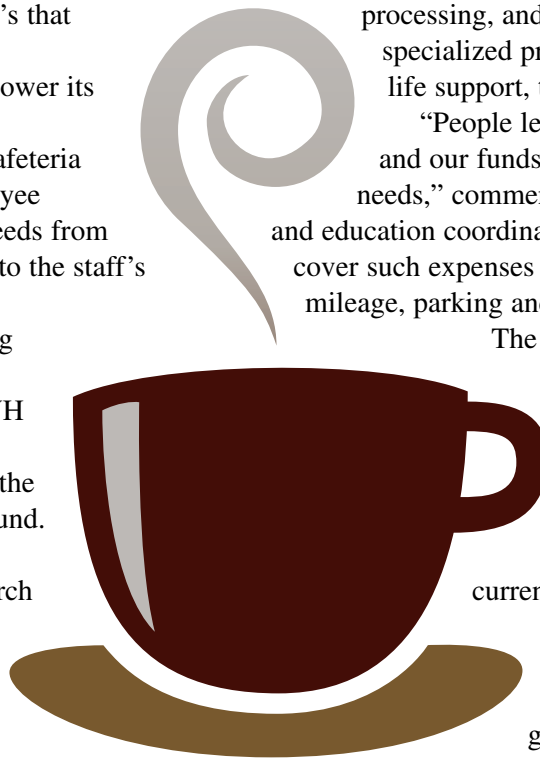 ’s that
ower its
afeteria
yee
eeds from
to the staff’s
g
H
the
und.
rch
processing, and
specialized pr
life support, t
“People le
and our funds
needs,” commen
and education coordina
cover such expenses
mileage, parking and
The
curren
g